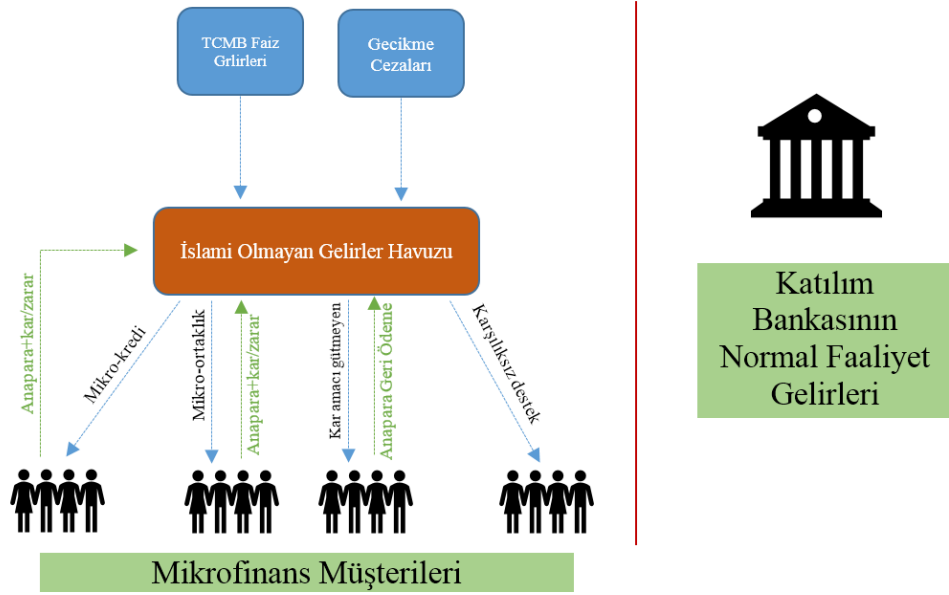 TCMB Faiz
Grlirleri
Gecikme
Cezaları
İslami Olmayan Gelirler Havuzu
Anapara+kar/zarar
Mikro-kredi
Mikro-ortaklık
Anapara+kar/zarar
Kar amacı gütmeyen
Anapara Geri Ödeme
Karşılıksız destek
Mikrofinans Müşterileri
Katılım
Bankasının
Normal Faaliyet
Gelirleri